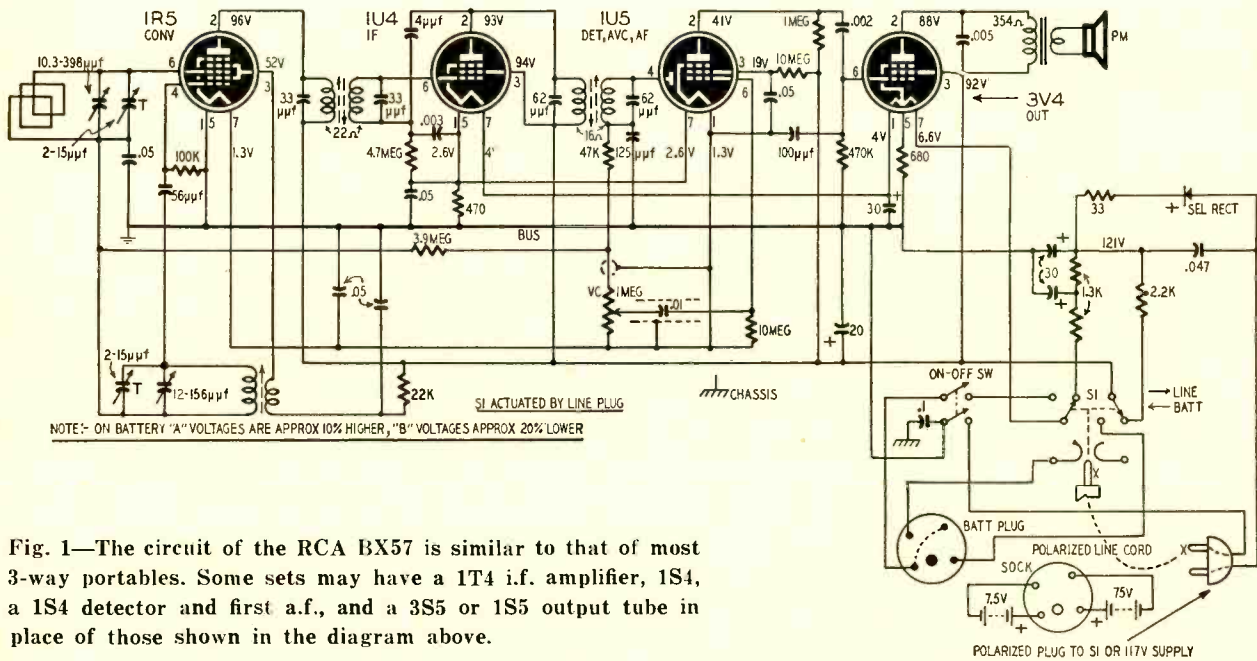 1R5
CONV
1U4
IF
1U5
DET, AVC, AF
3V4
OUT
PM
2
96V
52V
3
6
4
1
5
7
1.3V
10.3-398µµf
T
2-15µµf
.05
100K
56µµf
33
µµf
22Ω
33
µµf
4µµf
2
93V
94V
3
6
1
5
7
2.6V
4'
.003
4.7MEG
.05
470
62
µµf
16Ω
62
µµf
47K
125µµf
2
41V
19V
3
4
6
7
1
5
2.6V
1.3V
10MEG
.05
100µµf
1MEG
.002
470K
2
88V
6
3
92V
4V
1
5
7
6.6V
680
30
.005
354Ω
BUS
3.9MEG
.05
VC
1MEG
.01
10MEG
20
2-15µµf
T
12-156µµf
22K
CHASSIS
33
SEL RECT
121V
.047
30
1.3K
2.2K
ON-OFF SW
.1
S1
LINE
BATT
X
S1 ACTUATED BY LINE PLUG
NOTE:- ON BATTERY "A" VOLTAGES ARE APPROX 10% HIGHER, "B" VOLTAGES APPROX 20% LOWER
BATT PLUG
POLARIZED LINE CORD
X
SOCK
7.5V
75V
POLARIZED PLUG TO S1 OR 117V SUPPLY
Fig. 1—The circuit of the RCA BX57 is similar to that of most
3-way portables. Some sets may have a 1T4 i.f. amplifier, 1S4,
a 1S4 detector and first a.f., and a 3S5 or 1S5 output tube in
place of those shown in the diagram above.